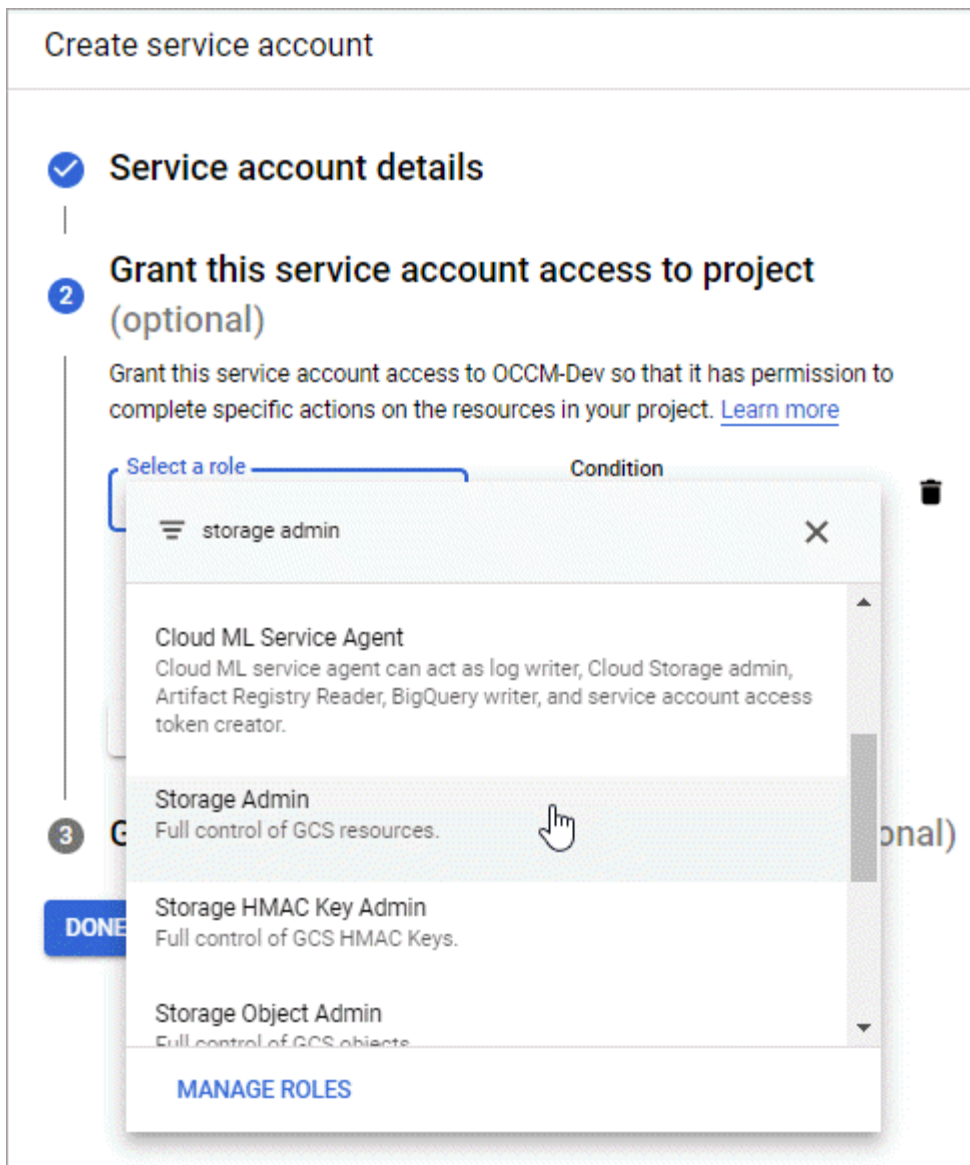 Create service account
Service account details
2
Grant this service account access to project
(optional)
Grant this service account access to OCCM-Dev so that it has permission to
complete specific actions on the resources in your project. Learn more
Select a role
Condition
storage admin
Cloud ML Service Agent
Cloud ML service agent can act as log writer, Cloud Storage admin,
Artifact Registry Reader, BigQuery writer, and service account access
token creator.
Storage Admin
Full control of GCS resources.
3 G onal)
Storage HMAC Key Admin
DONE
Full control of GCS HMAC Keys.
Storage Object Admin
Full control of GCS objects
MANAGE ROLES